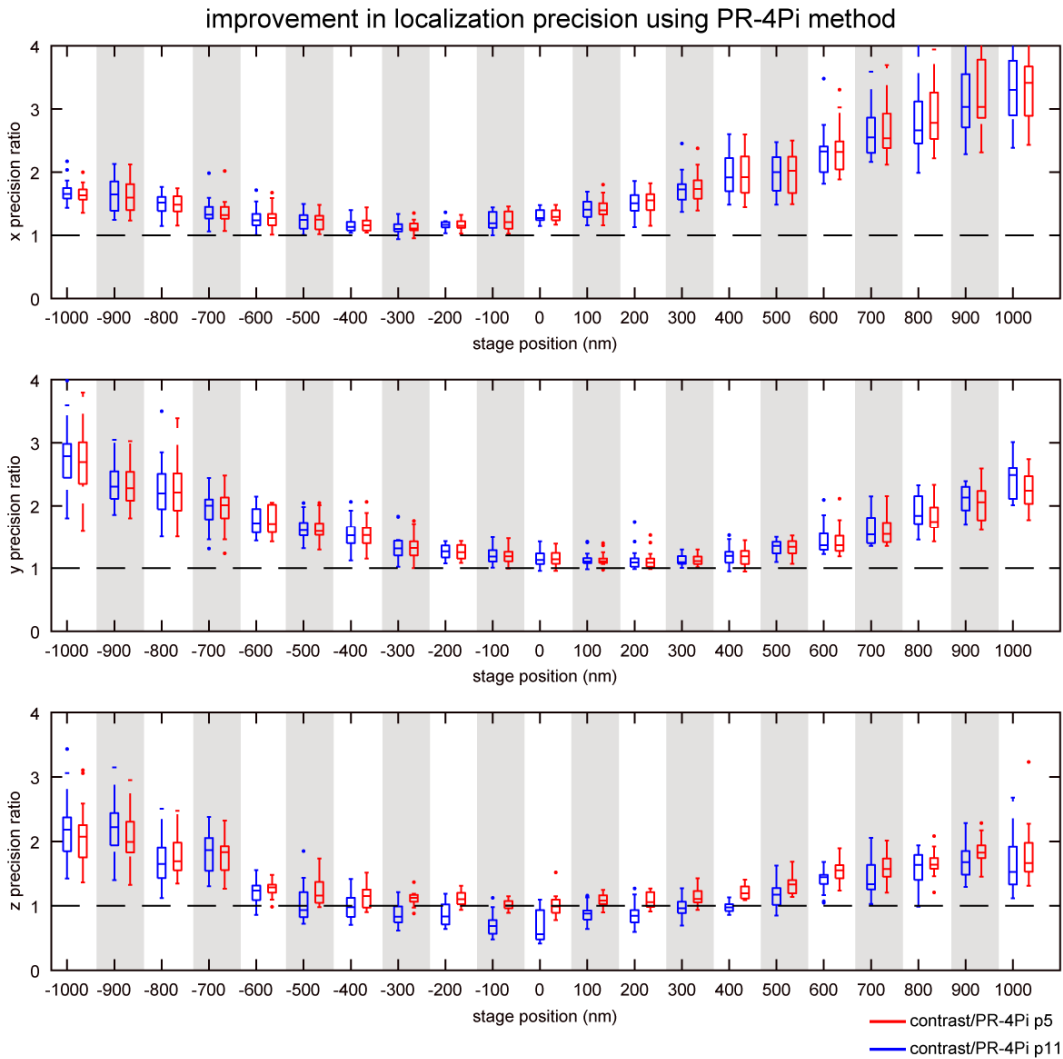 improvement in localization precision using PR-4Pi method
4
3
2
1
0
x precision ratio
-1000 -900 -800 -700 -600 -500 -400 -300 -200 -100 0 100 200 300 400 500 600 700 800 900 1000
stage position (nm)
4
3
2
1
0
y precision ratio
-1000 -900 -800 -700 -600 -500 -400 -300 -200 -100 0 100 200 300 400 500 600 700 800 900 1000
stage position (nm)
4
3
2
1
0
z precision ratio
-1000 -900 -800 -700 -600 -500 -400 -300 -200 -100 0 100 200 300 400 500 600 700 800 900 1000
stage position (nm)
contrast/PR-4Pi p5
contrast/PR-4Pi p11